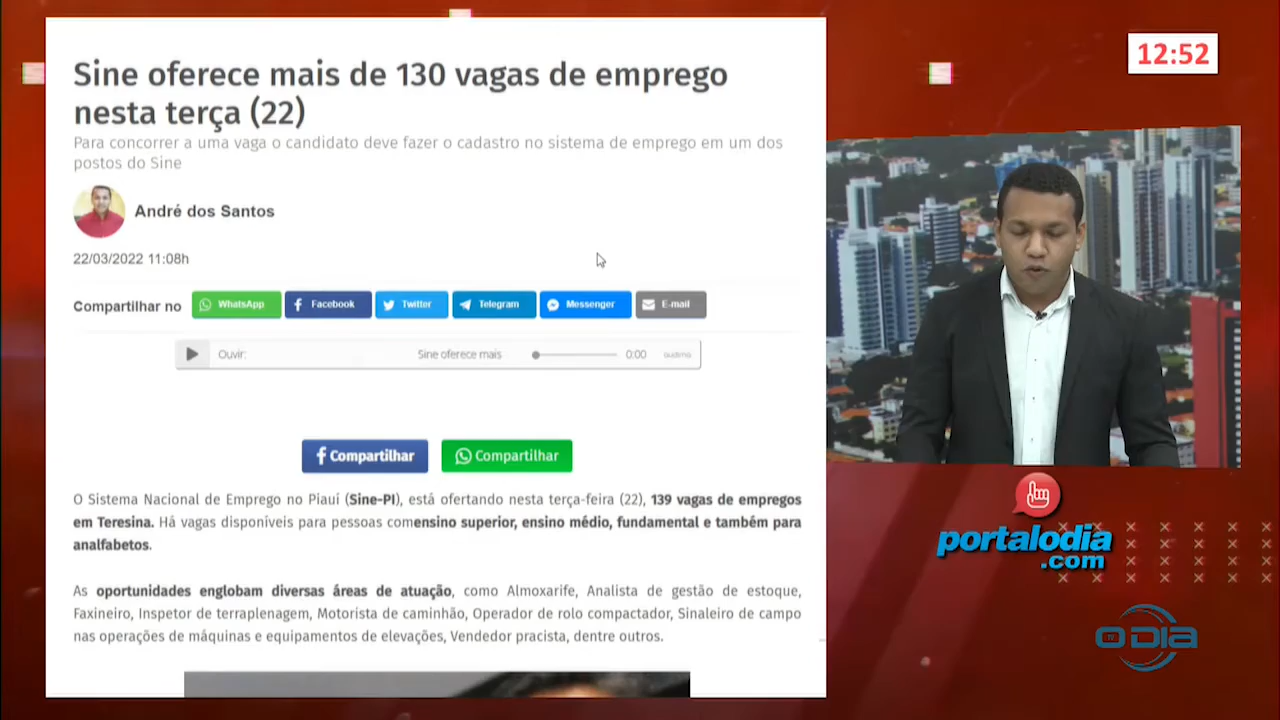 Sine oferece mais de 130 vagas de emprego
nesta terça (22)
Para concorrer a uma vaga o candidato deve fazer o cadastro no sistema de emprego em um dos
postos do Sine
André dos Santos
22/03/2022 11:08h
Compartilhar no WhatsApp Facebook Twitter Telegram Messenger E-mail
Ouvir: Sine oferece mais 0:00 audima
Compartilhar Compartilhar
O Sistema Nacional de Emprego no Piauí (Sine-PI), está ofertando nesta terça-feira (22), 139 vagas de empregos
em Teresina. Há vagas disponíveis para pessoas comensino superior, ensino médio, fundamental e também para
analfabetos.
As oportunidades englobam diversas áreas de atuação, como Almoxarife, Analista de gestão de estoque,
Faxineiro, Inspetor de terraplenagem, Motorista de caminhão, Operador de rolo compactador, Sinaleiro de campo
nas operações de máquinas e equipamentos de elevações, Vendedor pracista, dentre outros.
12:52
portalodia
.com
O DIA
TV